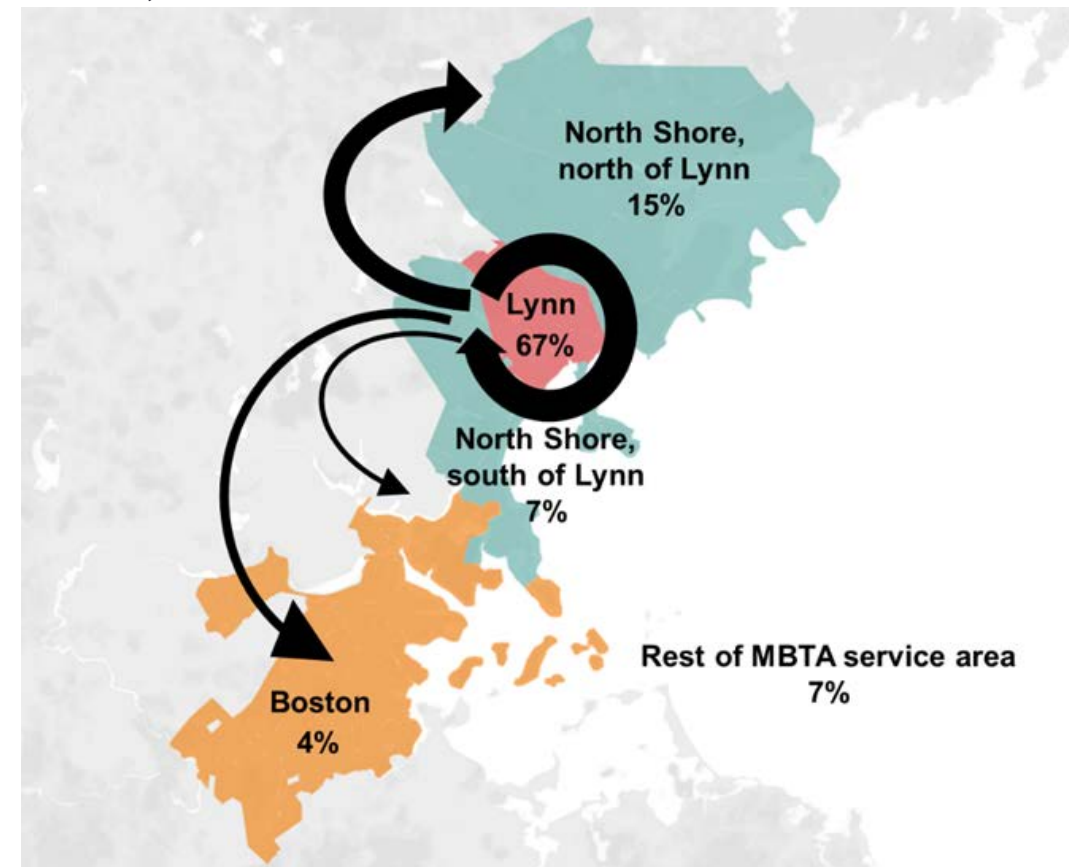 North Shore,
north of Lynn
15%
Lynn
67%
North Shore,
south of Lynn
7%
Rest of MBTA service area
7%
Boston
4%